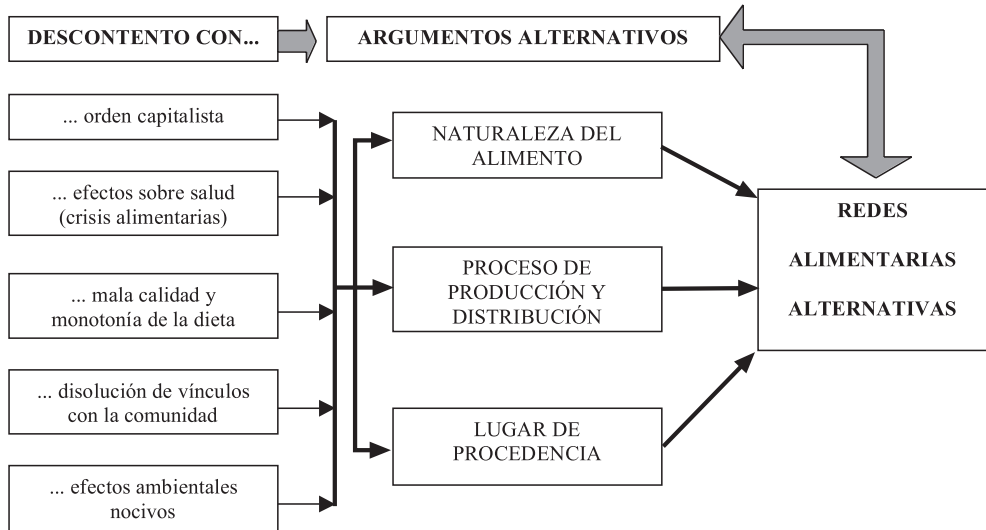 DESCONTENTO CON...
ARGUMENTOS ALTERNATIVOS
... orden capitalista
... efectos sobre salud
(crisis alimentarias)
... mala calidad y
monotonía de la dieta
... disolución de vínculos
con la comunidad
... efectos ambientales
nocivos
NATURALEZA DEL
ALIMENTO
PROCESO DE
PRODUCCIÓN Y
DISTRIBUCIÓN
LUGAR DE
PROCEDENCIA
REDES
ALIMENTARIAS
ALTERNATIVAS